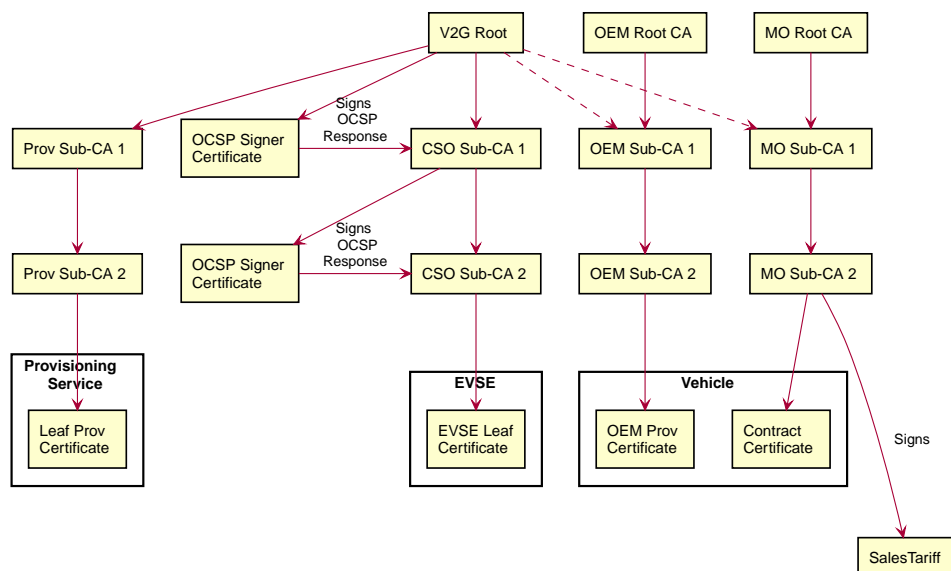 V2G Root
OEM Root CA
MO Root CA
Signs
OCSP
Response
Prov Sub-CA 1
OCSP Signer
Certificate
CSO Sub-CA 1
OEM Sub-CA 1
MO Sub-CA 1
Signs
OCSP
Response
Prov Sub-CA 2
OCSP Signer
Certificate
CSO Sub-CA 2
OEM Sub-CA 2
MO Sub-CA 2
Provisioning
Service
EVSE
Vehicle
Leaf Prov
Certificate
EVSE Leaf
Certificate
OEM Prov
Certificate
Contract
Certificate
Signs
SalesTariff